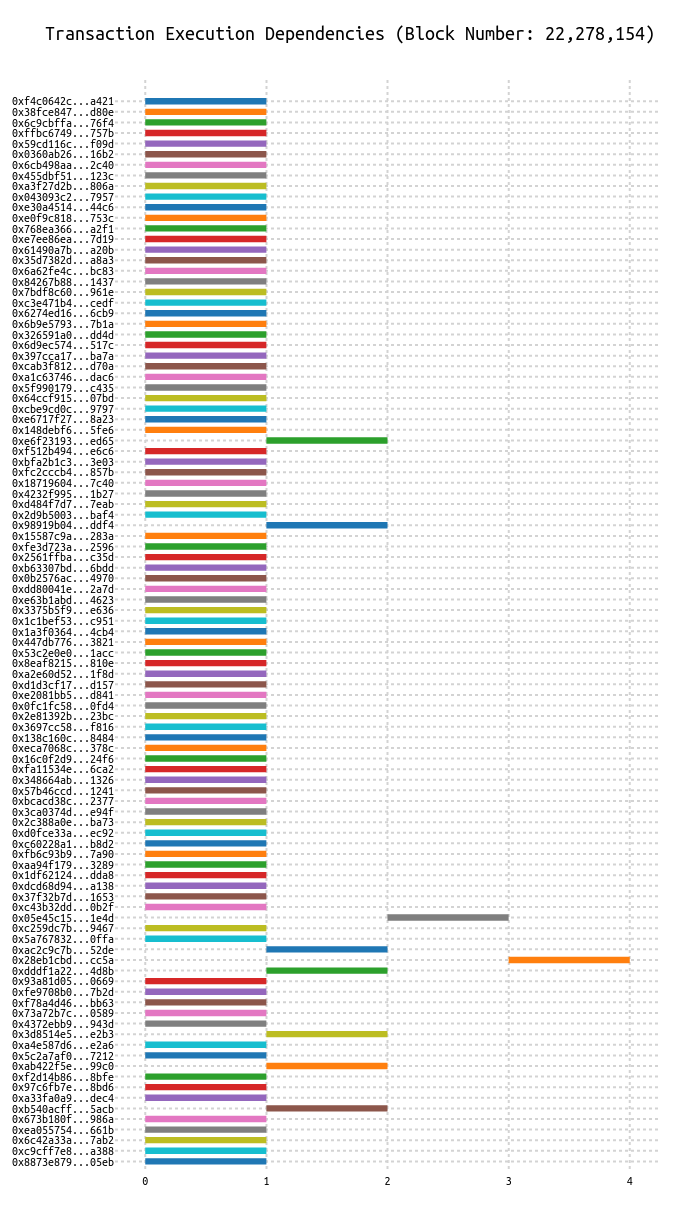 Transaction Execution Dependencies (Block Number: 22,278,154)
0xf4c0642c...a421
0x38fce847...d80e
0x6c9cbffa...76f4
0xffbc6749...757b
0x59cd116c...f09d
0x0360ab26...16b2
0x6cb498aa...2c40
0x455dbf51...123c
0xa3f27d2b...806a
0x043093c2...7957
0xe30a4514...44c6
0xe0f9c818...753c
0x768ea366...a2f1
0xe7ee86ea...7d19
0x61490a7b...a20b
0x35d7382d...a8a3
0x6a62fe4c...bc83
0x84267b88...1437
0x7bdf8c60...961e
0xc3e471b4...cedf
0x6274ed16...6cb9
0x6b9e5793...7b1a
0x326591a0...dd4d
0x6d9ec574...517c
0x397cca17...ba7a
0xcab3f812...d70a
0xa1c63746...dac6
0x5f990179...c435
0x64ccf915...07bd
0xcbe9cd0c...9797
0xe6717f27...8a23
0x148debf6...5fe6
0xe6f23193...ed65
0xf512b494...e6c6
0xbfa2b1c3...3e03
0xfc2cccb4...857b
0x18719604...7c40
0x4232f995...1b27
0xd484f7d7...7eab
0x2d9b5003...baf4
0x98919b04...ddf4
0x15587c9a...283a
0xfe3d723a...2596
0x2561ffba...c35d
0xb63307bd...6bdd
0x0b2576ac...4970
0xdd80041e...2a7d
0xe63b1abd...4623
0x3375b5f9...e636
0x1c1bef53...c951
0x1a3f0364...4cb4
0x447db776...3821
0x53c2e0e0...1acc
0x8eaf8215...810e
0xa2e60d52...1f8d
0xd1d3cf17...d157
0xe2081bb5...d841
0x0fc1fc58...0fd4
0x2e81392b...23bc
0x3697cc58...f816
0x138c160c...8484
0xeca7068c...378c
0x16c0f2d9...24f6
0xfa11534e...6ca2
0x348664ab...1326
0x57b46ccd...1241
0xbcacd38c...2377
0x3ca0374d...e94f
0x2c388a0e...ba73
0xd0fce33a...ec92
0xc60228a1...b8d2
0xfb6c93b9...7a90
0xaa94f179...3289
0x1df62124...dda8
0xdcd68d94...a138
0x37f32b7d...1653
0xc43b32dd...0b2f
0x05e45c15...1e4d
0xc259dc7b...9467
0x5a767832...0ffa
0xac2c9c7b...52de
0x28eb1cbd...cc5a
0xdddf1a22...4d8b
0x93a81d05...0669
0xfe9708b0...7b2d
0xf78a4d46...bb63
0x73a72b7c...0589
0x4372ebb9...943d
0x3d8514e5...e2b3
0xa4e587d6...e2a6
0x5c2a7af0...7212
0xab422f5e...99c0
0xf2d14b86...8bfe
0x97c6fb7e...8bd6
0xa33fa0a9...dec4
0xb540acff...5acb
0x673b180f...986a
0xea055754...661b
0x6c42a33a...7ab2
0xc9cff7e8...a388
0x8873e879...05eb
0 1 2 3 4